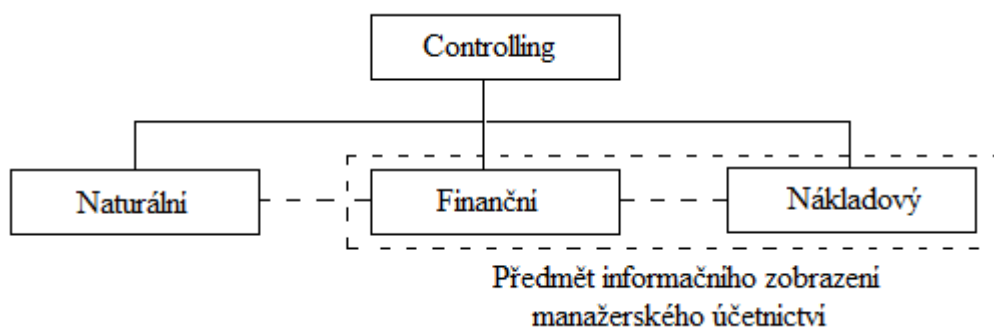 Controlling
Naturální
Finanční
Nákladový
Předmět informačního zobrazení
manažerského účetnictví